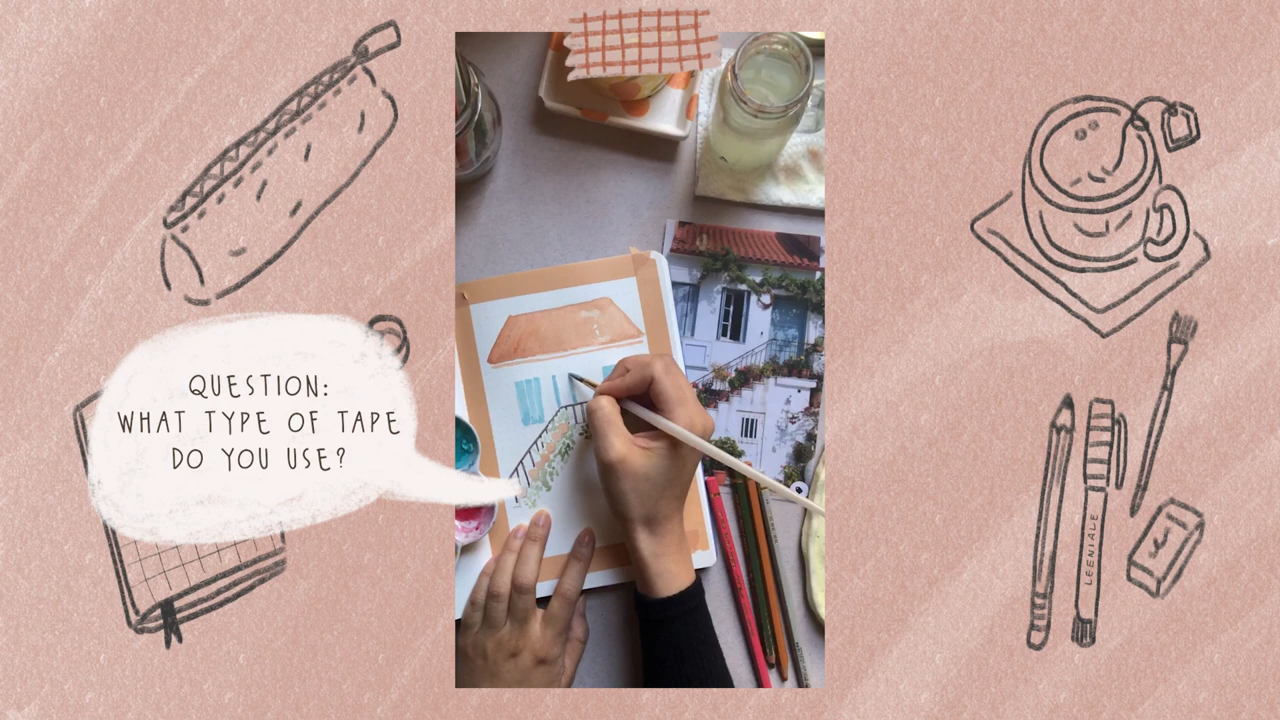 QUESTION:
WHAT TYPE OF TAPE
DO YOU USE?
LEENIALE